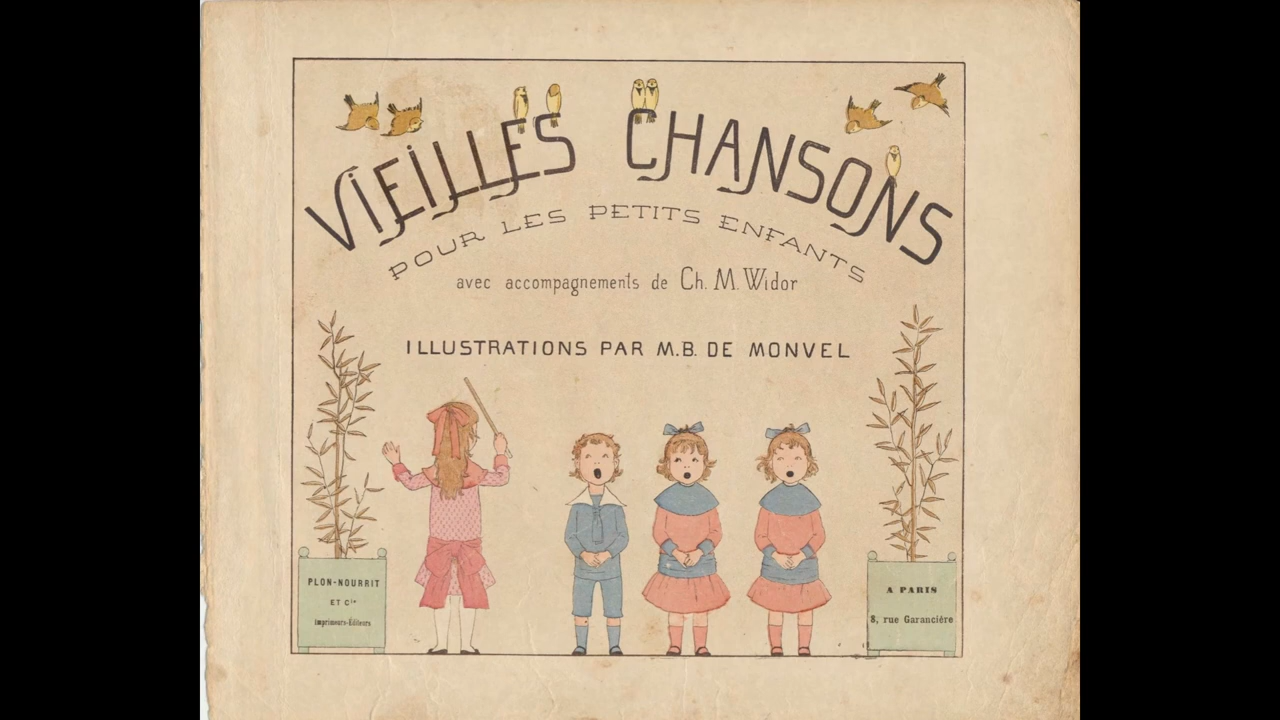 VIEILLES CHANSONS
POUR LES PETITS ENFANTS
avec accompagnements de Ch. M. Widor
ILLUSTRATIONS PAR M.B. DE MONVEL
PLON-NOURRIT
ET Cie
Imprimeurs-Éditeurs
A PARIS
8, rue Garancière